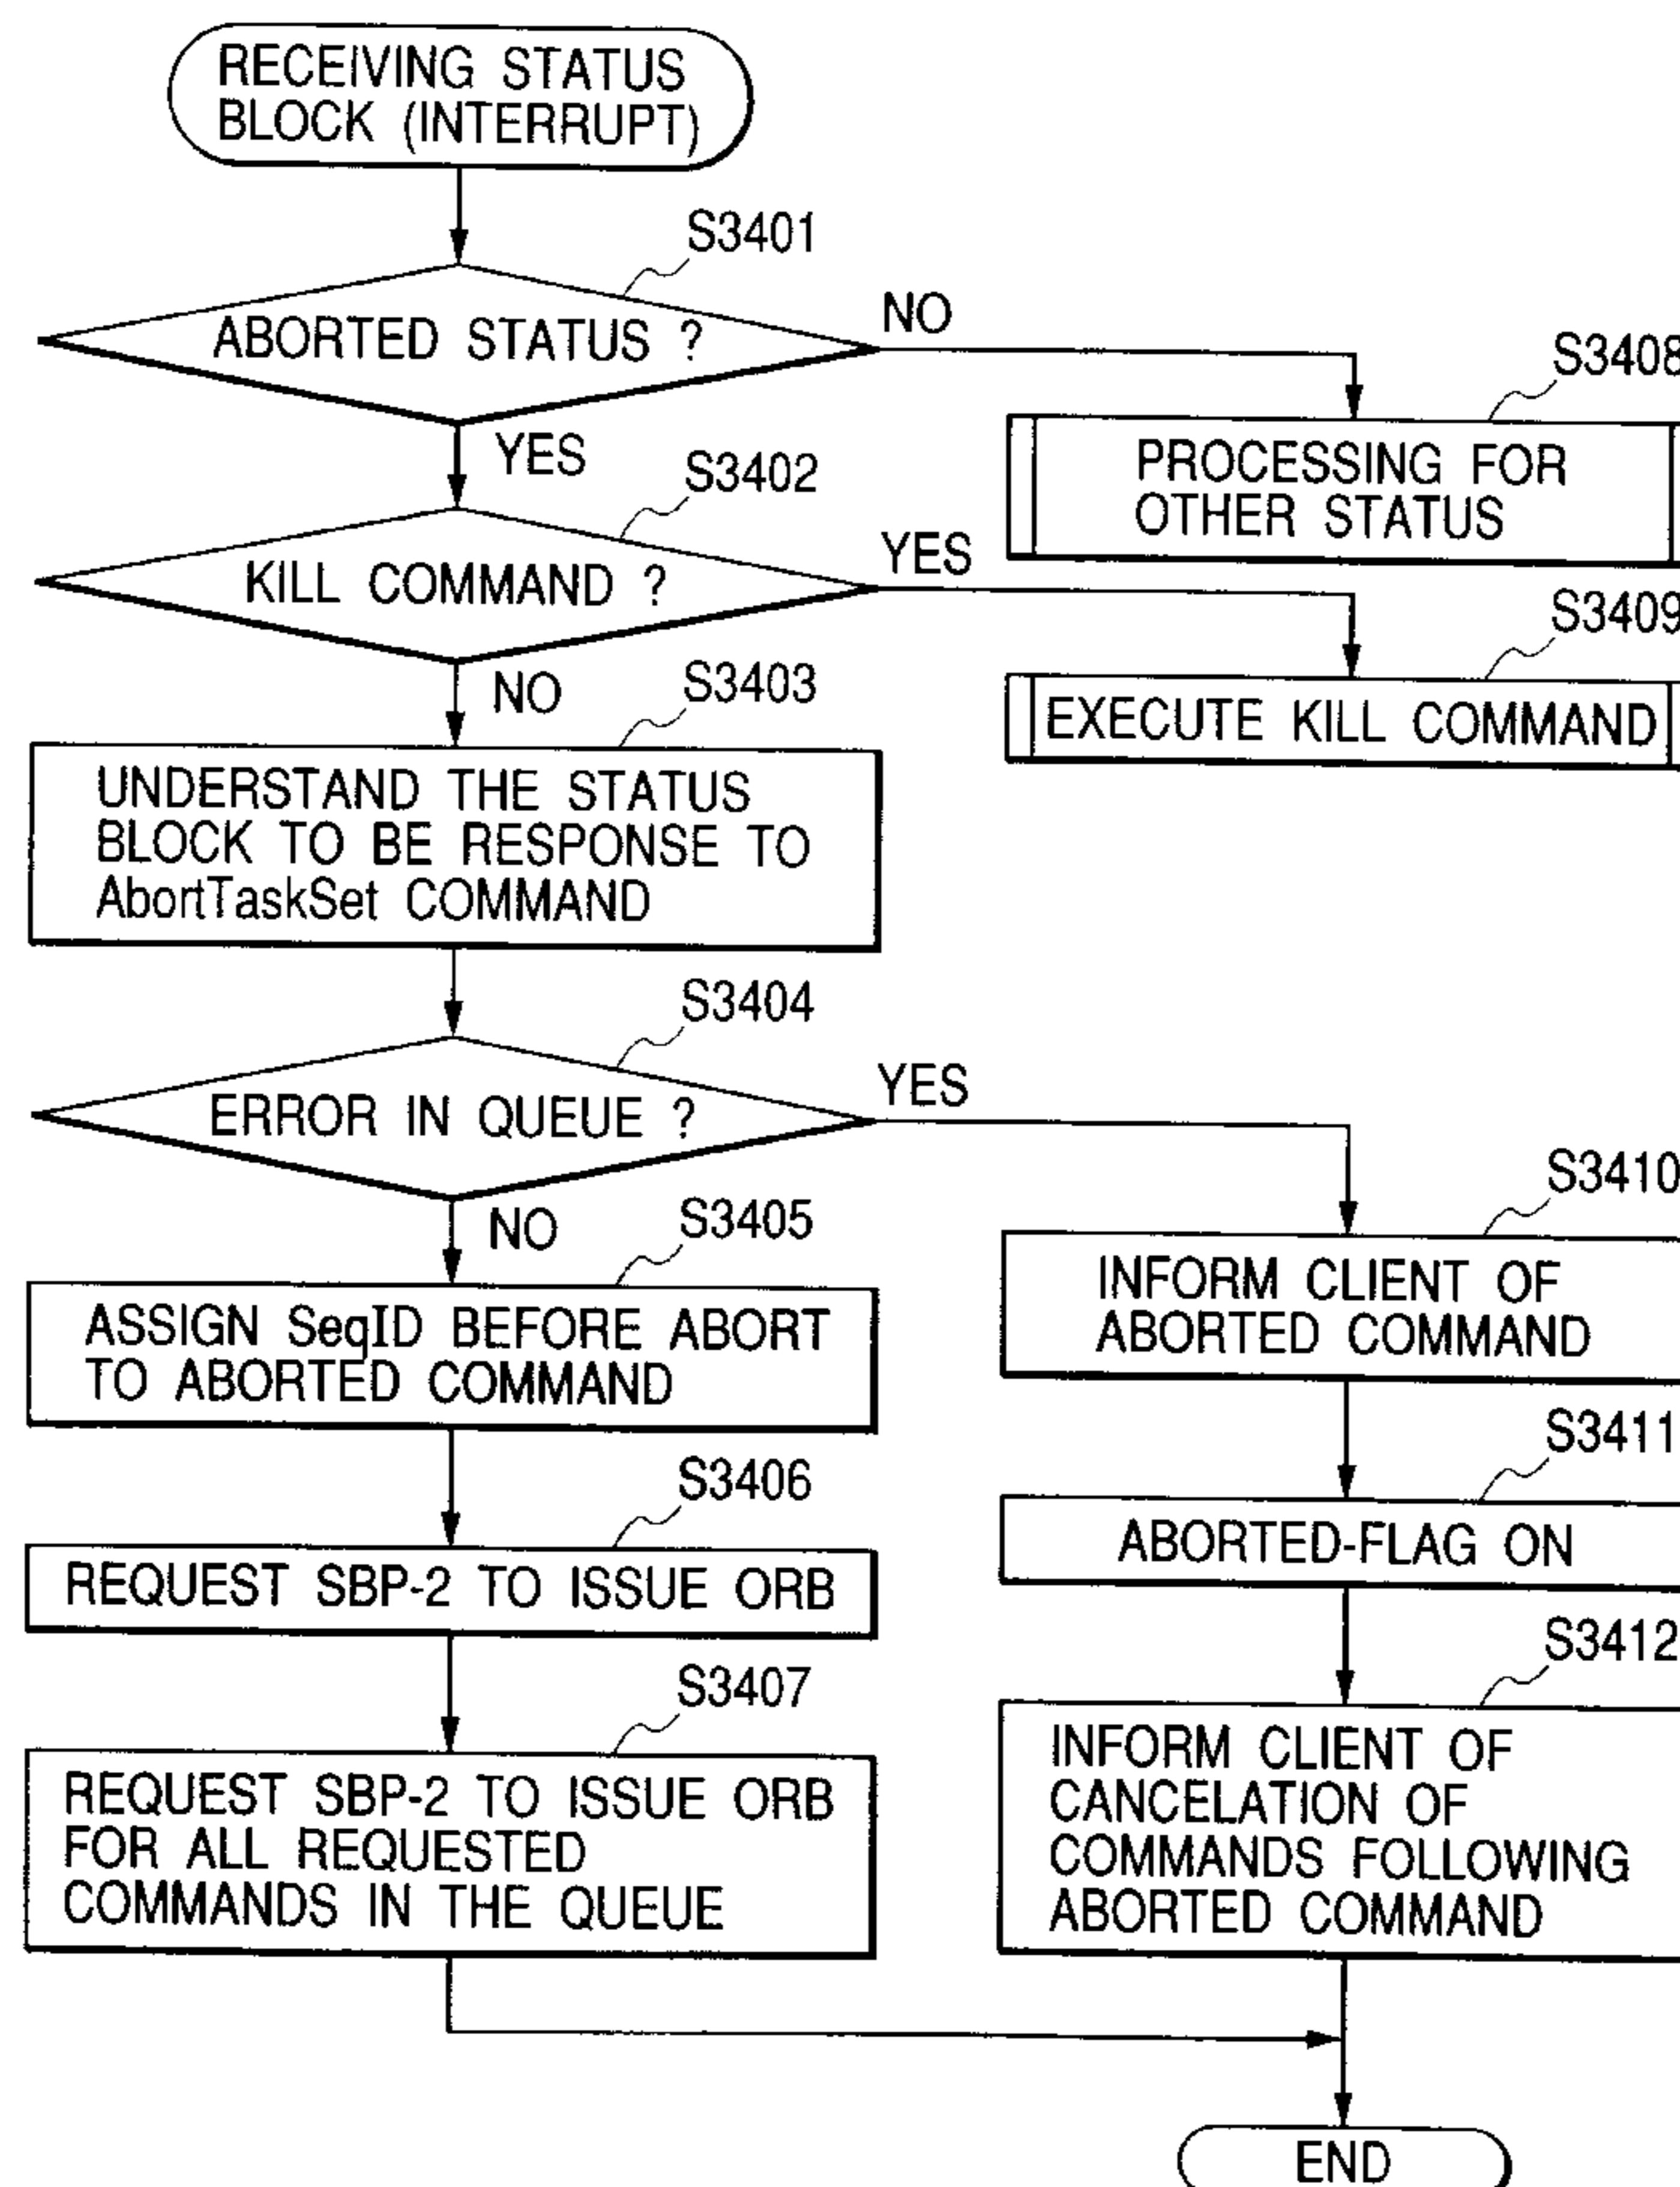 RECEIVING STATUS
BLOCK (INTERRUPT)
S3401
ABORTED STATUS ?
NO
YES
S3408
PROCESSING FOR
OTHER STATUS
S3402
KILL COMMAND ?
YES
NO
S3409
EXECUTE KILL COMMAND
S3403
UNDERSTAND THE STATUS
BLOCK TO BE RESPONSE TO
AbortTaskSet COMMAND
S3404
ERROR IN QUEUE ?
YES
NO
S3405
ASSIGN SeqID BEFORE ABORT
TO ABORTED COMMAND
S3406
REQUEST SBP-2 TO ISSUE ORB
S3407
REQUEST SBP-2 TO ISSUE ORB
FOR ALL REQUESTED
COMMANDS IN THE QUEUE
S3410
INFORM CLIENT OF
ABORTED COMMAND
S3411
ABORTED-FLAG ON
S3412
INFORM CLIENT OF
CANCELATION OF
COMMANDS FOLLOWING
ABORTED COMMAND
END